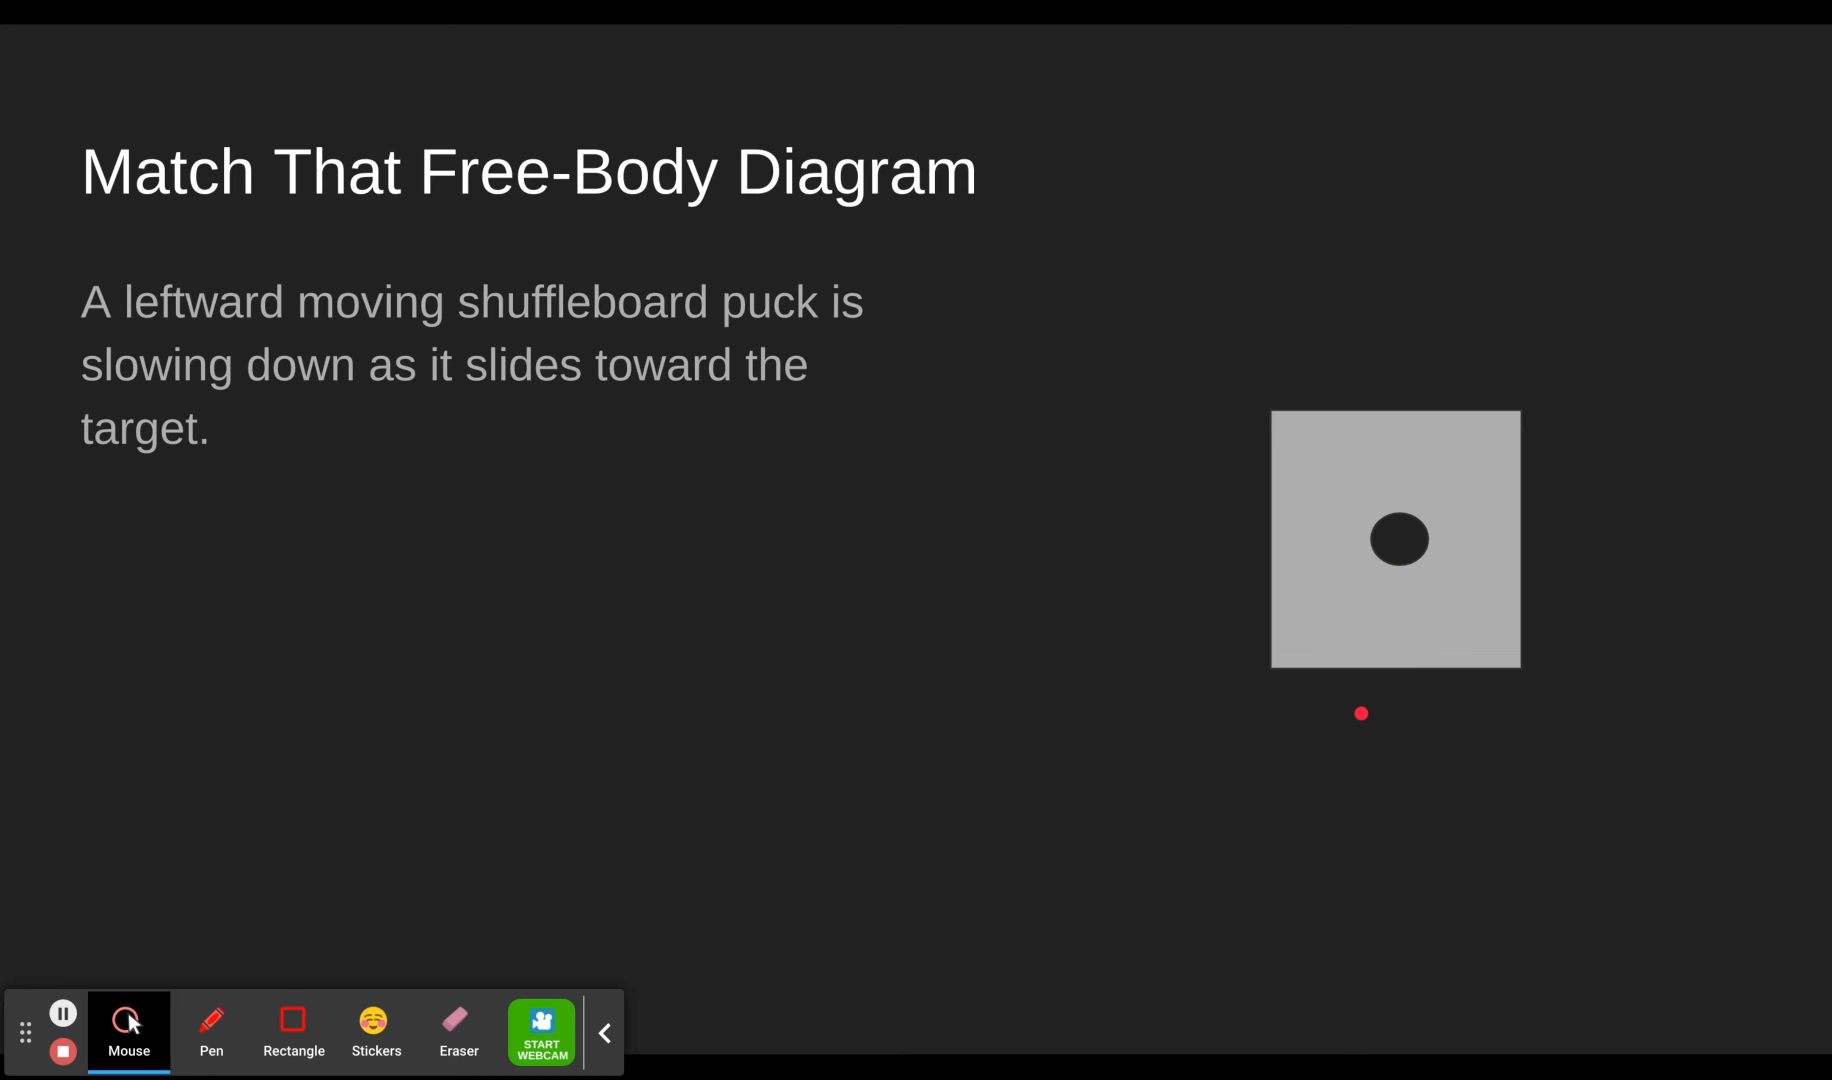 Match That Free-Body Diagram
A leftward moving shuffleboard puck is
slowing down as it slides toward the
target.
Mouse
Pen
Rectangle
Stickers
Eraser
START
WEBCAM